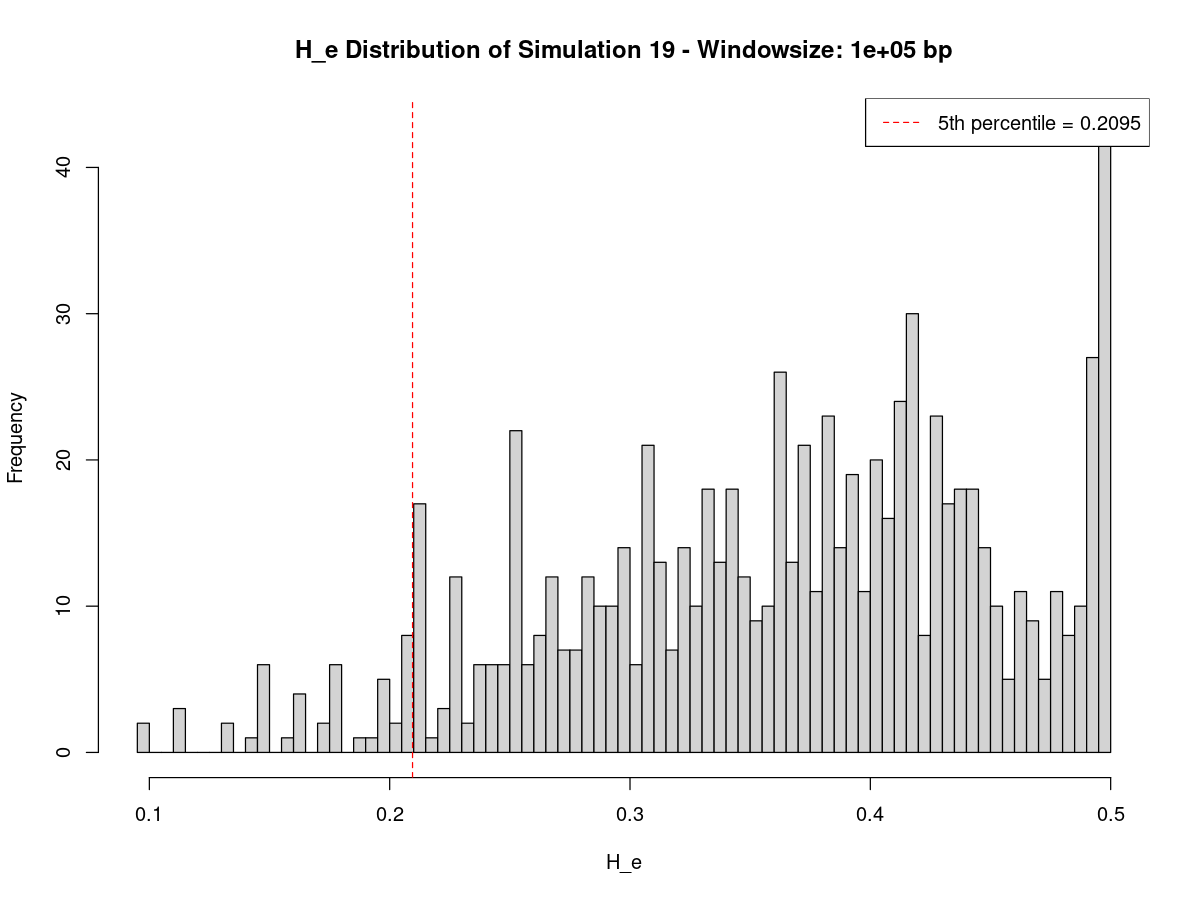 H_e Distribution of Simulation 19 - Windowsize: 1e+05 bp
5th percentile = 0.2095
Frequency
40
30
20
10
0
0.1 0.2 0.3 0.4 0.5
H_e